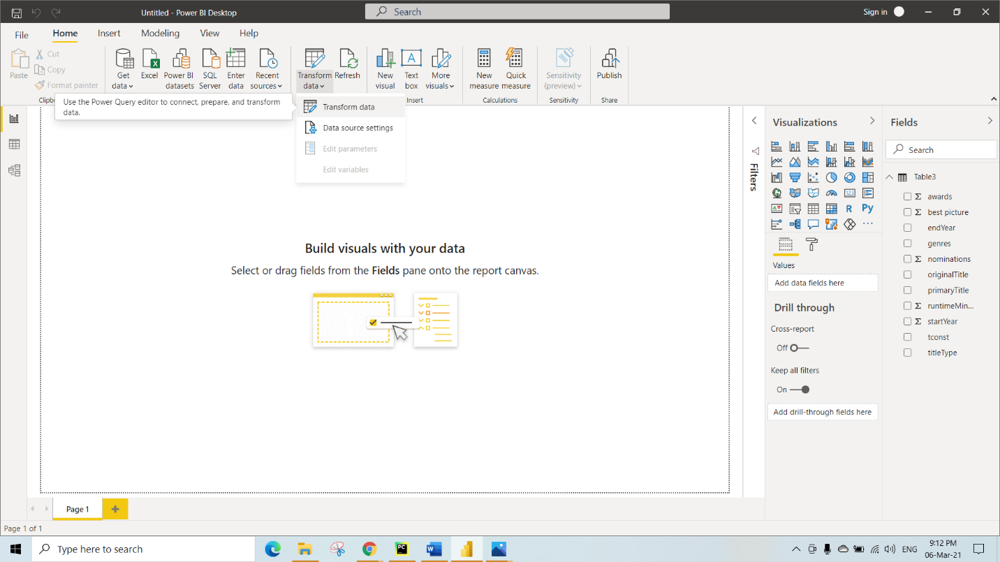 Untitled - Power BI Desktop
Search
Sign in
File
Home
Insert
Modeling
View
Help
Paste
Cut
Copy
Format painter
Get
data
Excel
Power BI
datasets
SQL
Server
Enter
data
Recent
sources
Transform
data
Refresh
New
visual
A
Text
box
More
visuals
New
measure
Quick
measure
Sensitivity
(preview)
Publish
Clipb
Insert
Calculations
Sensitivity
Share
Use the Power Query editor to connect, prepare, and transform
data.
Transform data
Data source settings
Edit parameters
Edit variables
Build visuals with your data
Select or drag fields from the Fields pane onto the report canvas.
Filters
Visualizations
123
R
Py
Values
Add data fields here
Drill through
Cross-report
Off
Keep all filters
On
Add drill-through fields here
Fields
Search
Table3
Σ awards
Σ best picture
endYear
genres
Σ nominations
originalTitle
primaryTitle
Σ runtimeMin...
Σ startYear
tconst
titleType
Page 1
Page 1 of 1
Type here to search
PC
W
ENG
9:12 PM
06-Mar-21